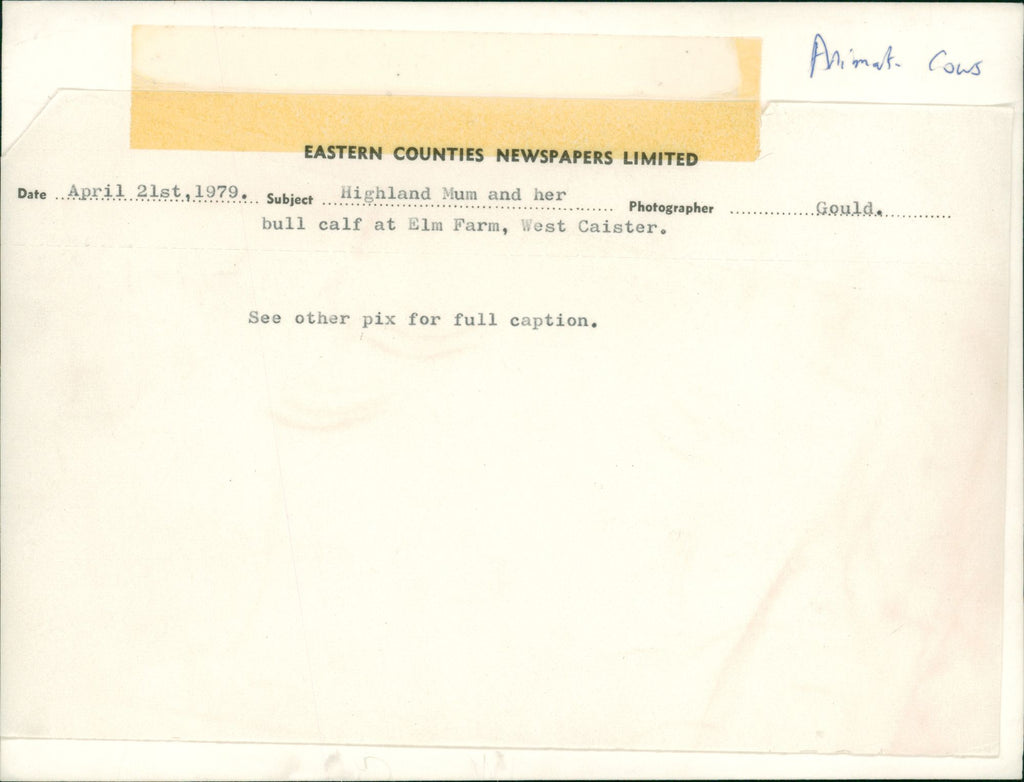 Animal- Cows
EASTERN COUNTIES NEWSPAPERS LIMITED
Date April 21st,1979. Subject Highland Mum and her Photographer Gould.
bull calf at Elm Farm, West Caister.
See other pix for full caption.